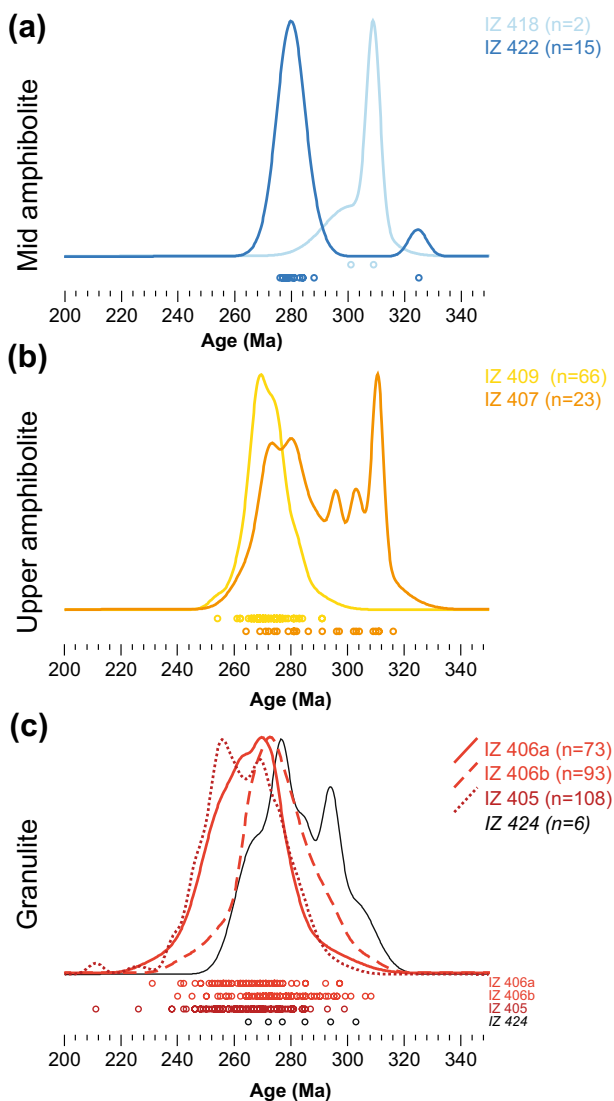 (a)
IZ 418 (n=2)
IZ 422 (n=15)
Mid amphibolite
200 220 240 260 280 300 320 340
Age (Ma)
(b)
IZ 409 (n=66)
IZ 407 (n=23)
Upper amphibolite
200 220 240 260 280 300 320 340
Age (Ma)
(c)
IZ 406a (n=73)
IZ 406b (n=93)
IZ 405 (n=108)
IZ 424 (n=6)
Granulite
IZ 406a
IZ 406b
IZ 405
IZ 424
200 220 240 260 280 300 320 340
Age (Ma)